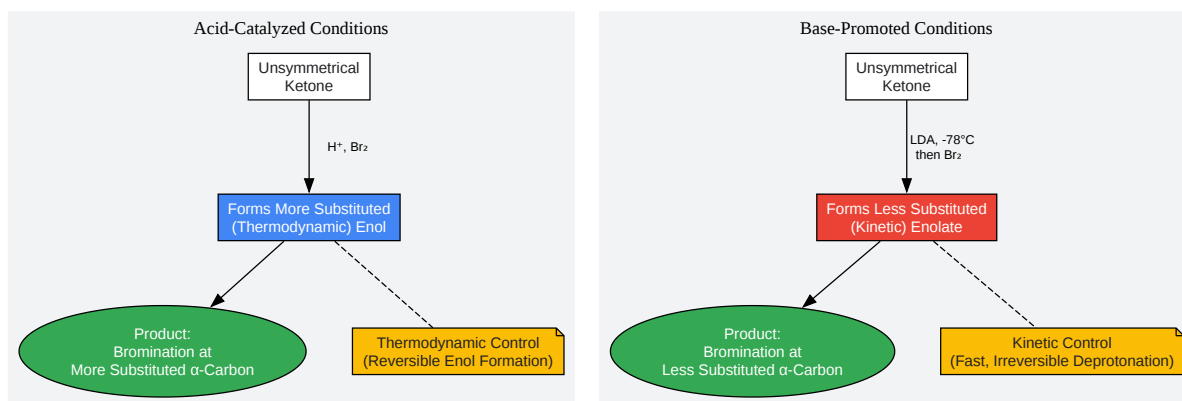 Acid-Catalyzed Conditions
Unsymmetrical
Ketone
H⁺, Br₂
Forms More Substituted
(Thermodynamic) Enol
Product:
Bromination at
More Substituted α-Carbon
Thermodynamic Control
(Reversible Enol Formation)
Base-Promoted Conditions
Unsymmetrical
Ketone
LDA, -78°C
then Br₂
Forms Less Substituted
(Kinetic) Enolate
Product:
Bromination at
Less Substituted α-Carbon
Kinetic Control
(Fast, Irreversible Deprotonation)